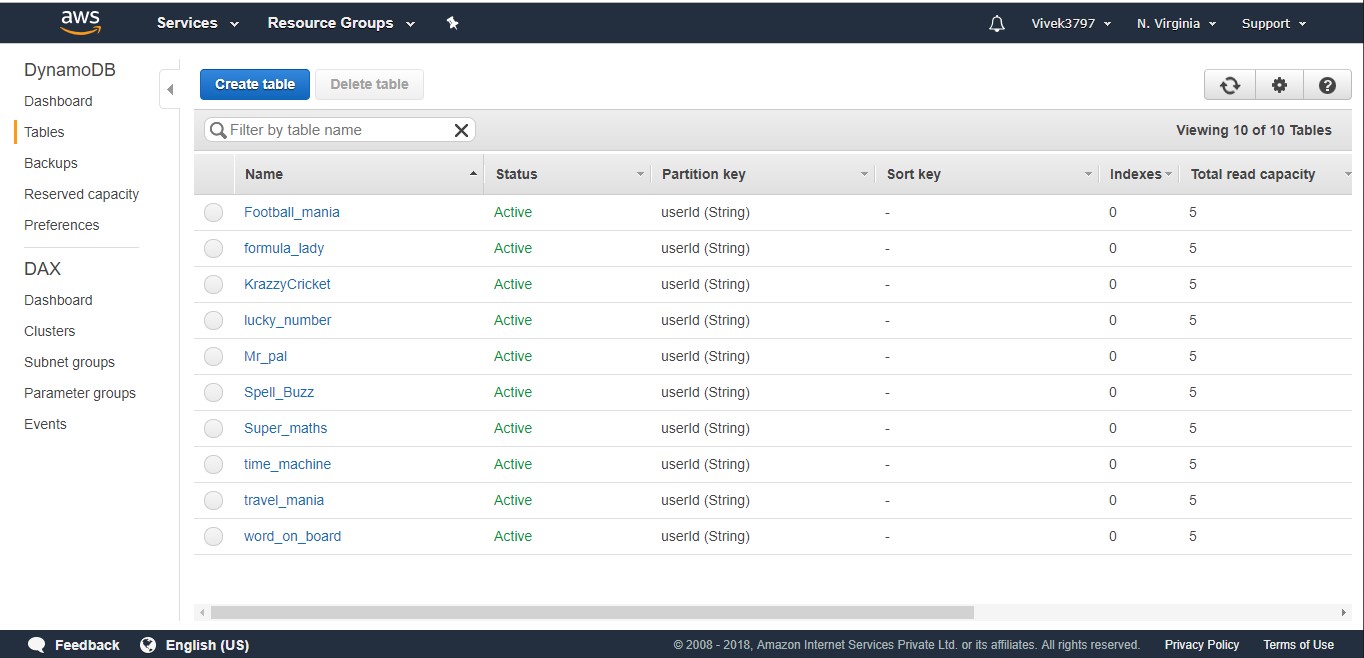 aws Services Resource Groups Vivek3797 N. Virginia Support
DynamoDB
Dashboard
Tables
Backups
Reserved capacity
Preferences
DAX
Dashboard
Clusters
Subnet groups
Parameter groups
Events
Create table Delete table
Filter by table name Viewing 10 of 10 Tables
Name Status Partition key Sort key Indexes Total read capacity
Football_mania Active userId (String) - 0 5
formula_lady Active userId (String) - 0 5
KrazzyCricket Active userId (String) - 0 5
lucky_number Active userId (String) - 0 5
Mr_pal Active userId (String) - 0 5
Spell_Buzz Active userId (String) - 0 5
Super_maths Active userId (String) - 0 5
time_machine Active userId (String) - 0 5
travel_mania Active userId (String) - 0 5
word_on_board Active userId (String) - 0 5
Feedback English (US) © 2008 - 2018, Amazon Internet Services Private Ltd. or its affiliates. All rights reserved. Privacy Policy Terms of Use